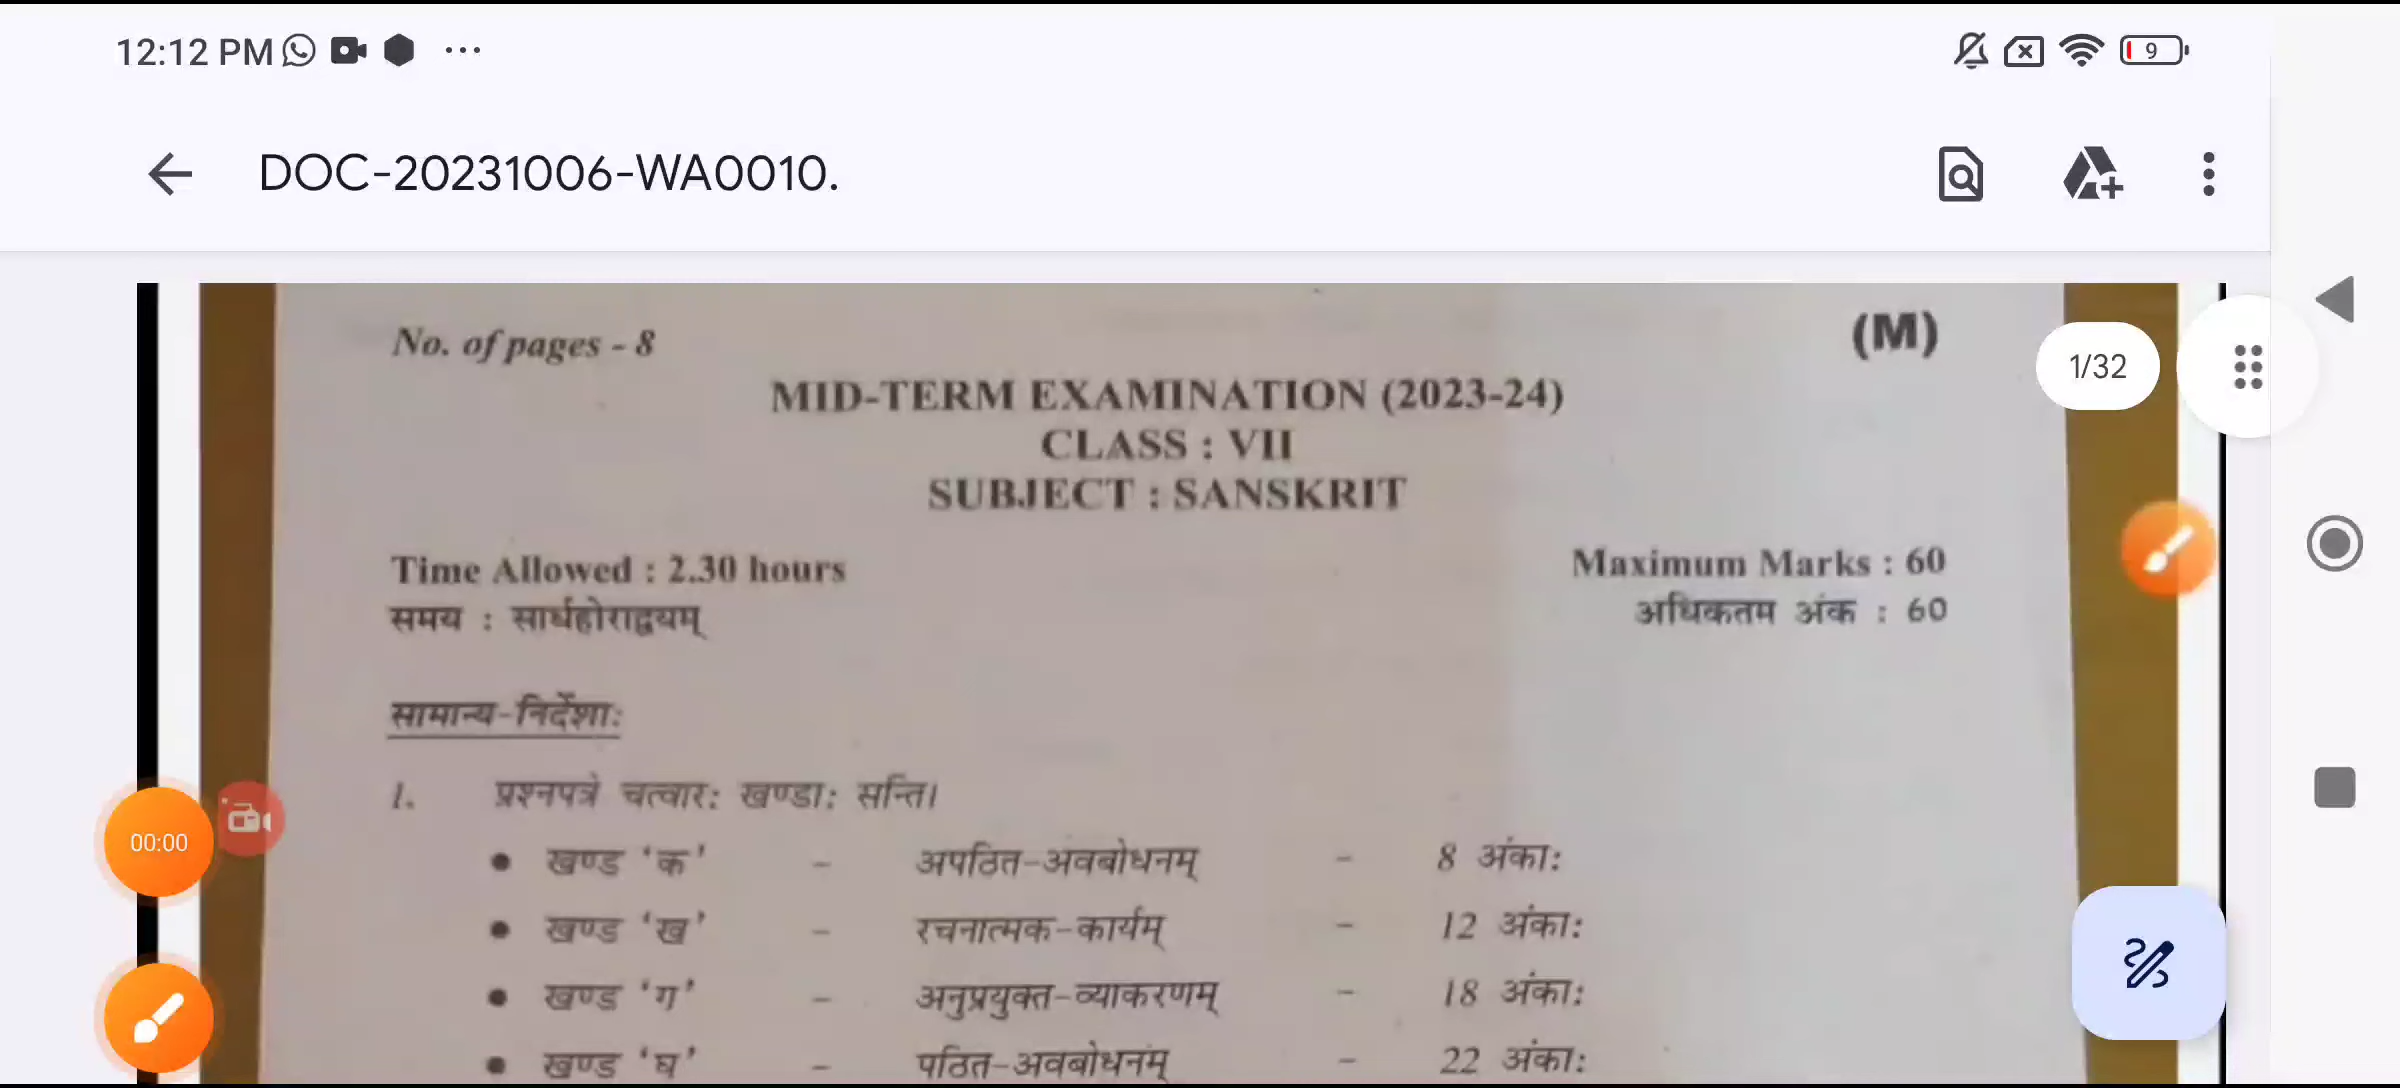 12:12 PM ...
9
DOC-20231006-WA0010.
No. of pages - 8
(M)
1/32
MID-TERM EXAMINATION (2023-24)
CLASS : VII
SUBJECT : SANSKRIT
Time Allowed : 2.30 hours
Maximum Marks : 60
समय : सार्धहोराद्वयम्
अधिकतम अंक : 60
सामान्य-निर्देशाः
1. प्रश्नपत्रे चत्वारः खण्डाः सन्ति।
00:00
• खण्ड 'क' - अपठित-अवबोधनम् - 8 अंकाः
• खण्ड 'ख' - रचनात्मक-कार्यम् - 12 अंकाः
• खण्ड 'ग' - अनुप्रयुक्त-व्याकरणम् - 18 अंकाः
• खण्ड 'घ' - पठित-अवबोधनम् - 22 अंकाः